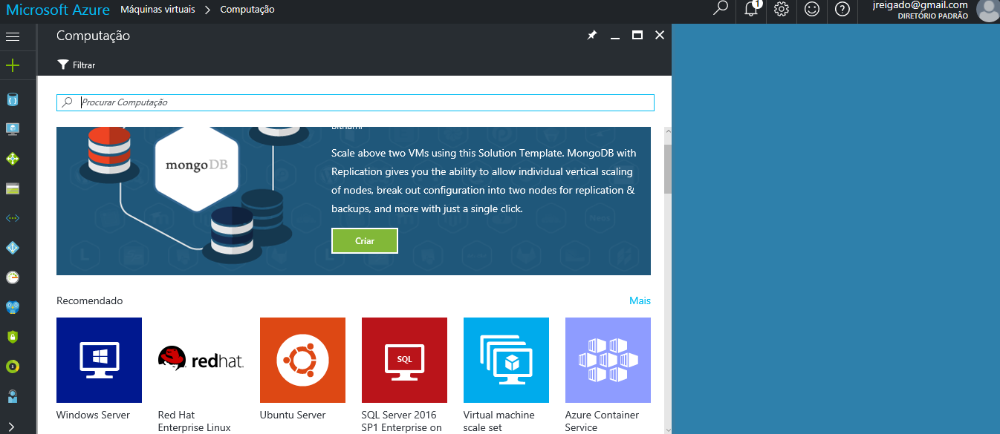 Microsoft Azure Máquinas virtuais > Computação
1
jreigado@gmail.com
DIRETÓRIO PADRÃO
Computação
Filtrar
Procurar Computação
mongoDB
Bitnami
Scale above two VMs using this Solution Template. MongoDB with
Replication gives you the ability to allow individual vertical scaling
of nodes, break out configuration into two nodes for replication &
backups, and more with just a single click.
Criar
Recomendado
Mais
redhat.
SQL
Windows Server
Red Hat
Enterprise Linux
Ubuntu Server
SQL Server 2016
SP1 Enterprise on
Virtual machine
scale set
Azure Container
Service